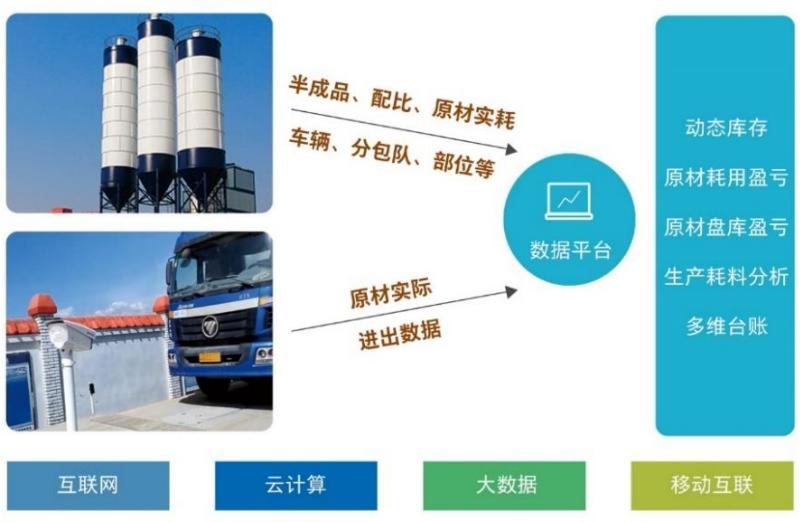 半成品、配比、原材实耗
车辆、分包队、部位等
原材实际
进出数据
数据平台
动态库存
原材耗用盈亏
原材盘库盈亏
生产耗料分析
多维台账
互联网
云计算
大数据
移动互联